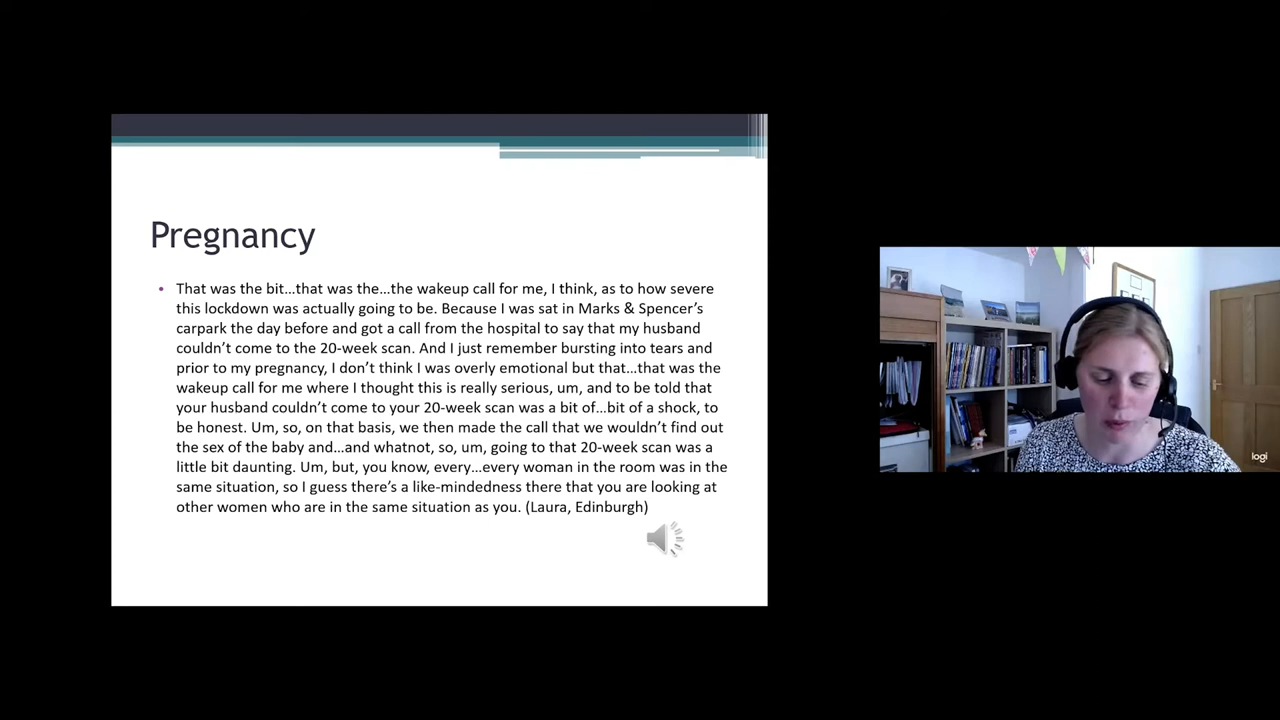 Pregnancy
• That was the bit…that was the…the wakeup call for me, I think, as to how severe
this lockdown was actually going to be. Because I was sat in Marks & Spencer’s
carpark the day before and got a call from the hospital to say that my husband
couldn’t come to the 20-week scan. And I just remember bursting into tears and
prior to my pregnancy, I don’t think I was overly emotional but that…that was the
wakeup call for me where I thought this is really serious, um, and to be told that
your husband couldn’t come to your 20-week scan was a bit of…bit of a shock, to
be honest. Um, so, on that basis, we then made the call that we wouldn’t find out
the sex of the baby and…and whatnot, so, um, going to that 20-week scan was a
little bit daunting. Um, but, you know, every…every woman in the room was in the
same situation, so I guess there’s a like-mindedness there that you are looking at
other women who are in the same situation as you. (Laura, Edinburgh)
logi